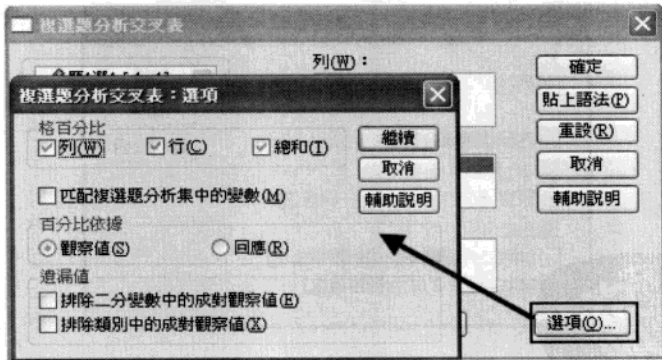 複選題分析交叉表
列(W)：
確定
貼上語法(P)
重設(R)
取消
輔助說明
選項(O)...
複選題分析交叉表：選項
格百分比
列(W)
行(C)
總和(T)
繼續
取消
輔助說明
匹配複選題分析集中的變數(M)
百分比依據
觀察值(S)
回應(R)
遺漏值
排除二分變數中的成對觀察值(E)
排除類別中的成對觀察值(X)